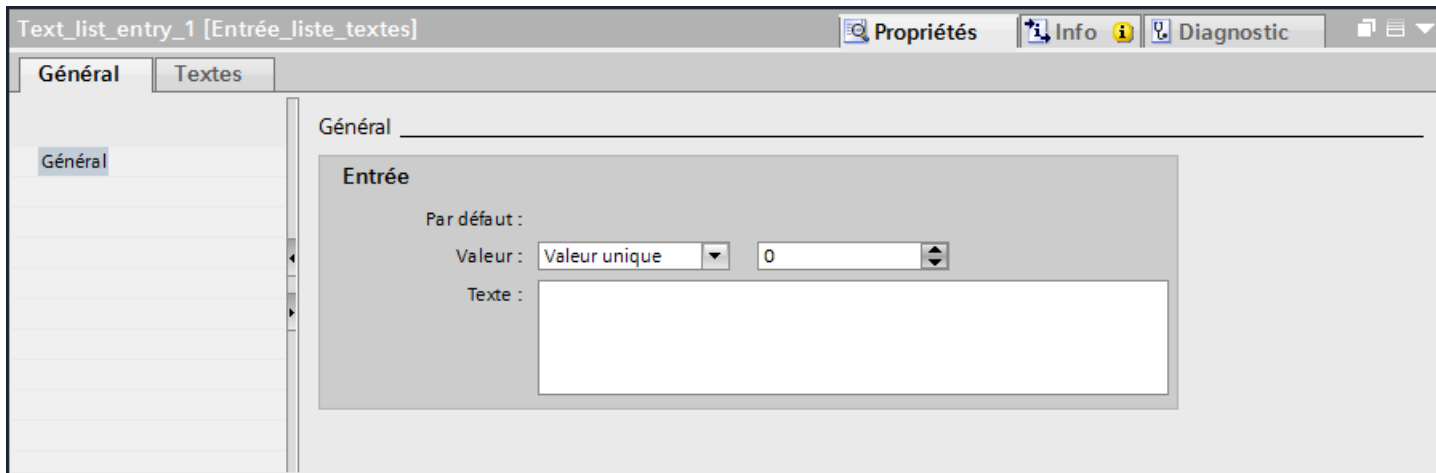 Text_list_entry_1 [Entrée_liste_textes]
Propriétés
Info
Diagnostic
Général
Textes
Général
Général
Entrée
Par défaut :
Valeur : Valeur unique 0
Texte :